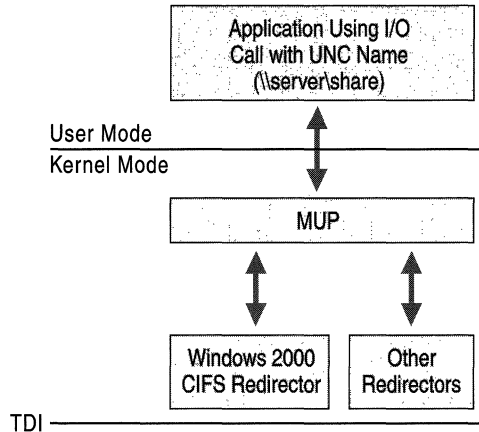 Application Using I/O
Call with UNC Name
(\\server\share)
User Mode
Kernel Mode
MUP
Windows 2000
CIFS Redirector
Other
Redirectors
TDI